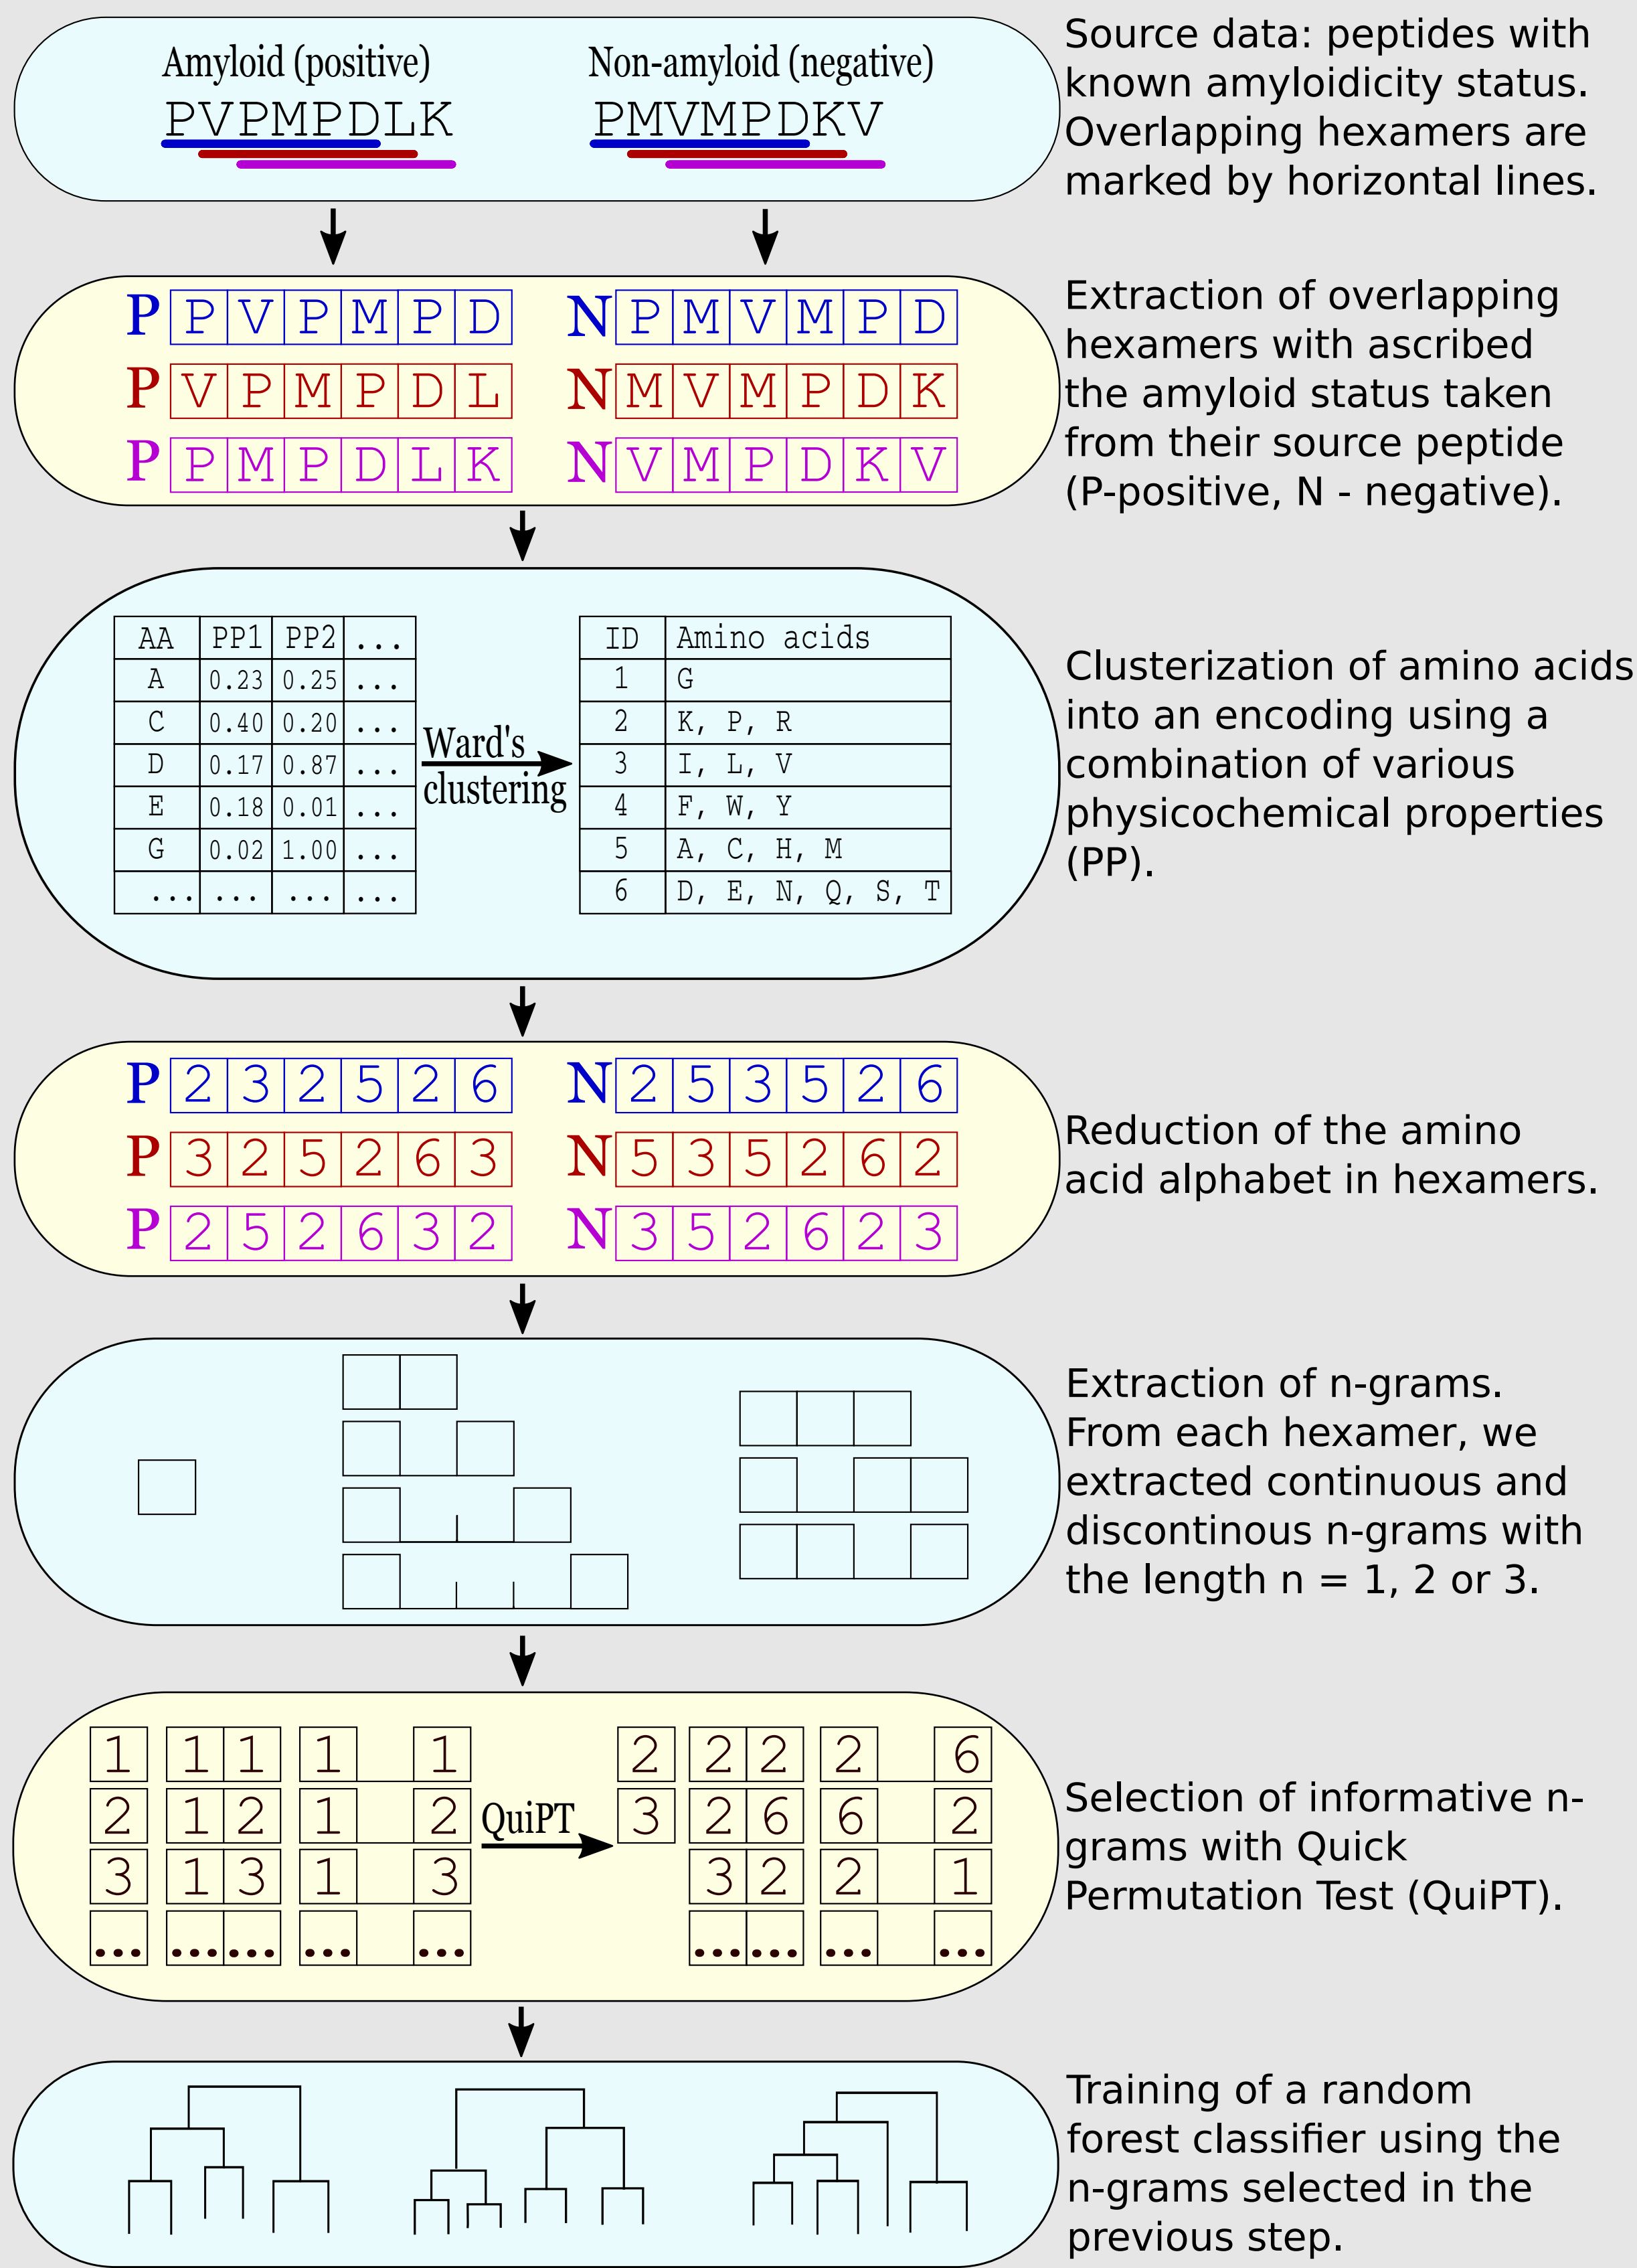 Amyloid (positive) Non-amyloid (negative)
PVPMPDLK PMVMPDKV
Source data: peptides with
known amyloidicity status.
Overlapping hexamers are
marked by horizontal lines.
P P V P M P D N P M V M P D
P V P M P D L N M V M P D K
P P M P D L K N V M P D K V
Extraction of overlapping
hexamers with ascribed
the amyloid status taken
from their source peptide
(P-positive, N - negative).
AA PP1 PP2 ...
A 0.23 0.25 ...
C 0.40 0.20 ...
D 0.17 0.87 ...
E 0.18 0.01 ...
G 0.02 1.00 ...
... ... ... ...
Ward's
clustering
ID Amino acids
1 G
2 K, P, R
3 I, L, V
4 F, W, Y
5 A, C, H, M
6 D, E, N, Q, S, T
Clusterization of amino acids
into an encoding using a
combination of various
physicochemical properties
(PP).
P 2 3 2 5 2 6 N 2 5 3 5 2 6
P 3 2 5 2 6 3 N 5 3 5 2 6 2
P 2 5 2 6 3 2 N 3 5 2 6 2 3
Reduction of the amino
acid alphabet in hexamers.
Extraction of n-grams.
From each hexamer, we
extracted continuous and
discontinous n-grams with
the length n = 1, 2 or 3.
1 1 1 1 1
2 1 2 1 2
3 1 3 1 3
... ... ... ... ...
QuiPT
2 2 2 2 6
3 2 6 6 2
3 2 2 1
... ... ... ...
Selection of informative n-
grams with Quick
Permutation Test (QuiPT).
Training of a random
forest classifier using the
n-grams selected in the
previous step.